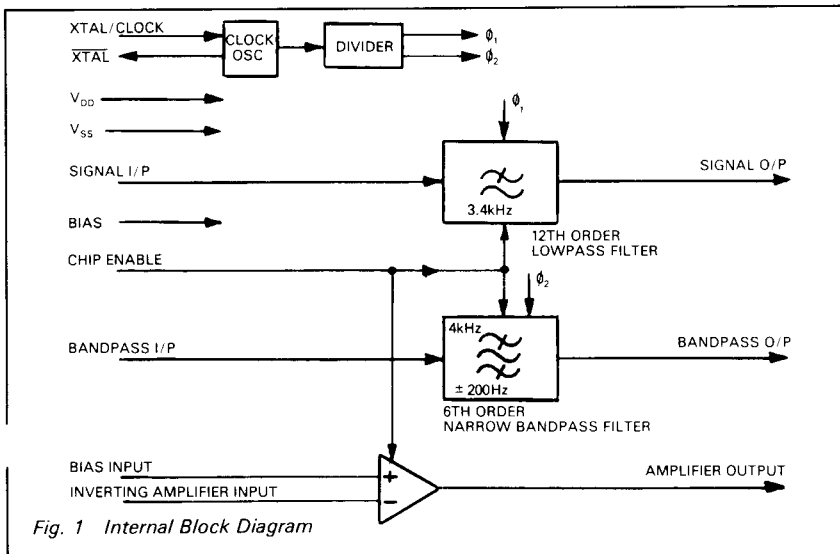 XTAL/CLOCK
XTAL
CLOCK
OSC
DIVIDER
ϕ₁
ϕ₂
V_DD
V_SS
SIGNAL I/P
ϕ₁
3.4kHz
SIGNAL O/P
BIAS
12TH ORDER
LOWPASS FILTER
CHIP ENABLE
ϕ₂
BANDPASS I/P
4kHz
± 200Hz
BANDPASS O/P
6TH ORDER
NARROW BANDPASS FILTER
BIAS INPUT
+
INVERTING AMPLIFIER INPUT
−
AMPLIFIER OUTPUT
Fig. 1 Internal Block Diagram